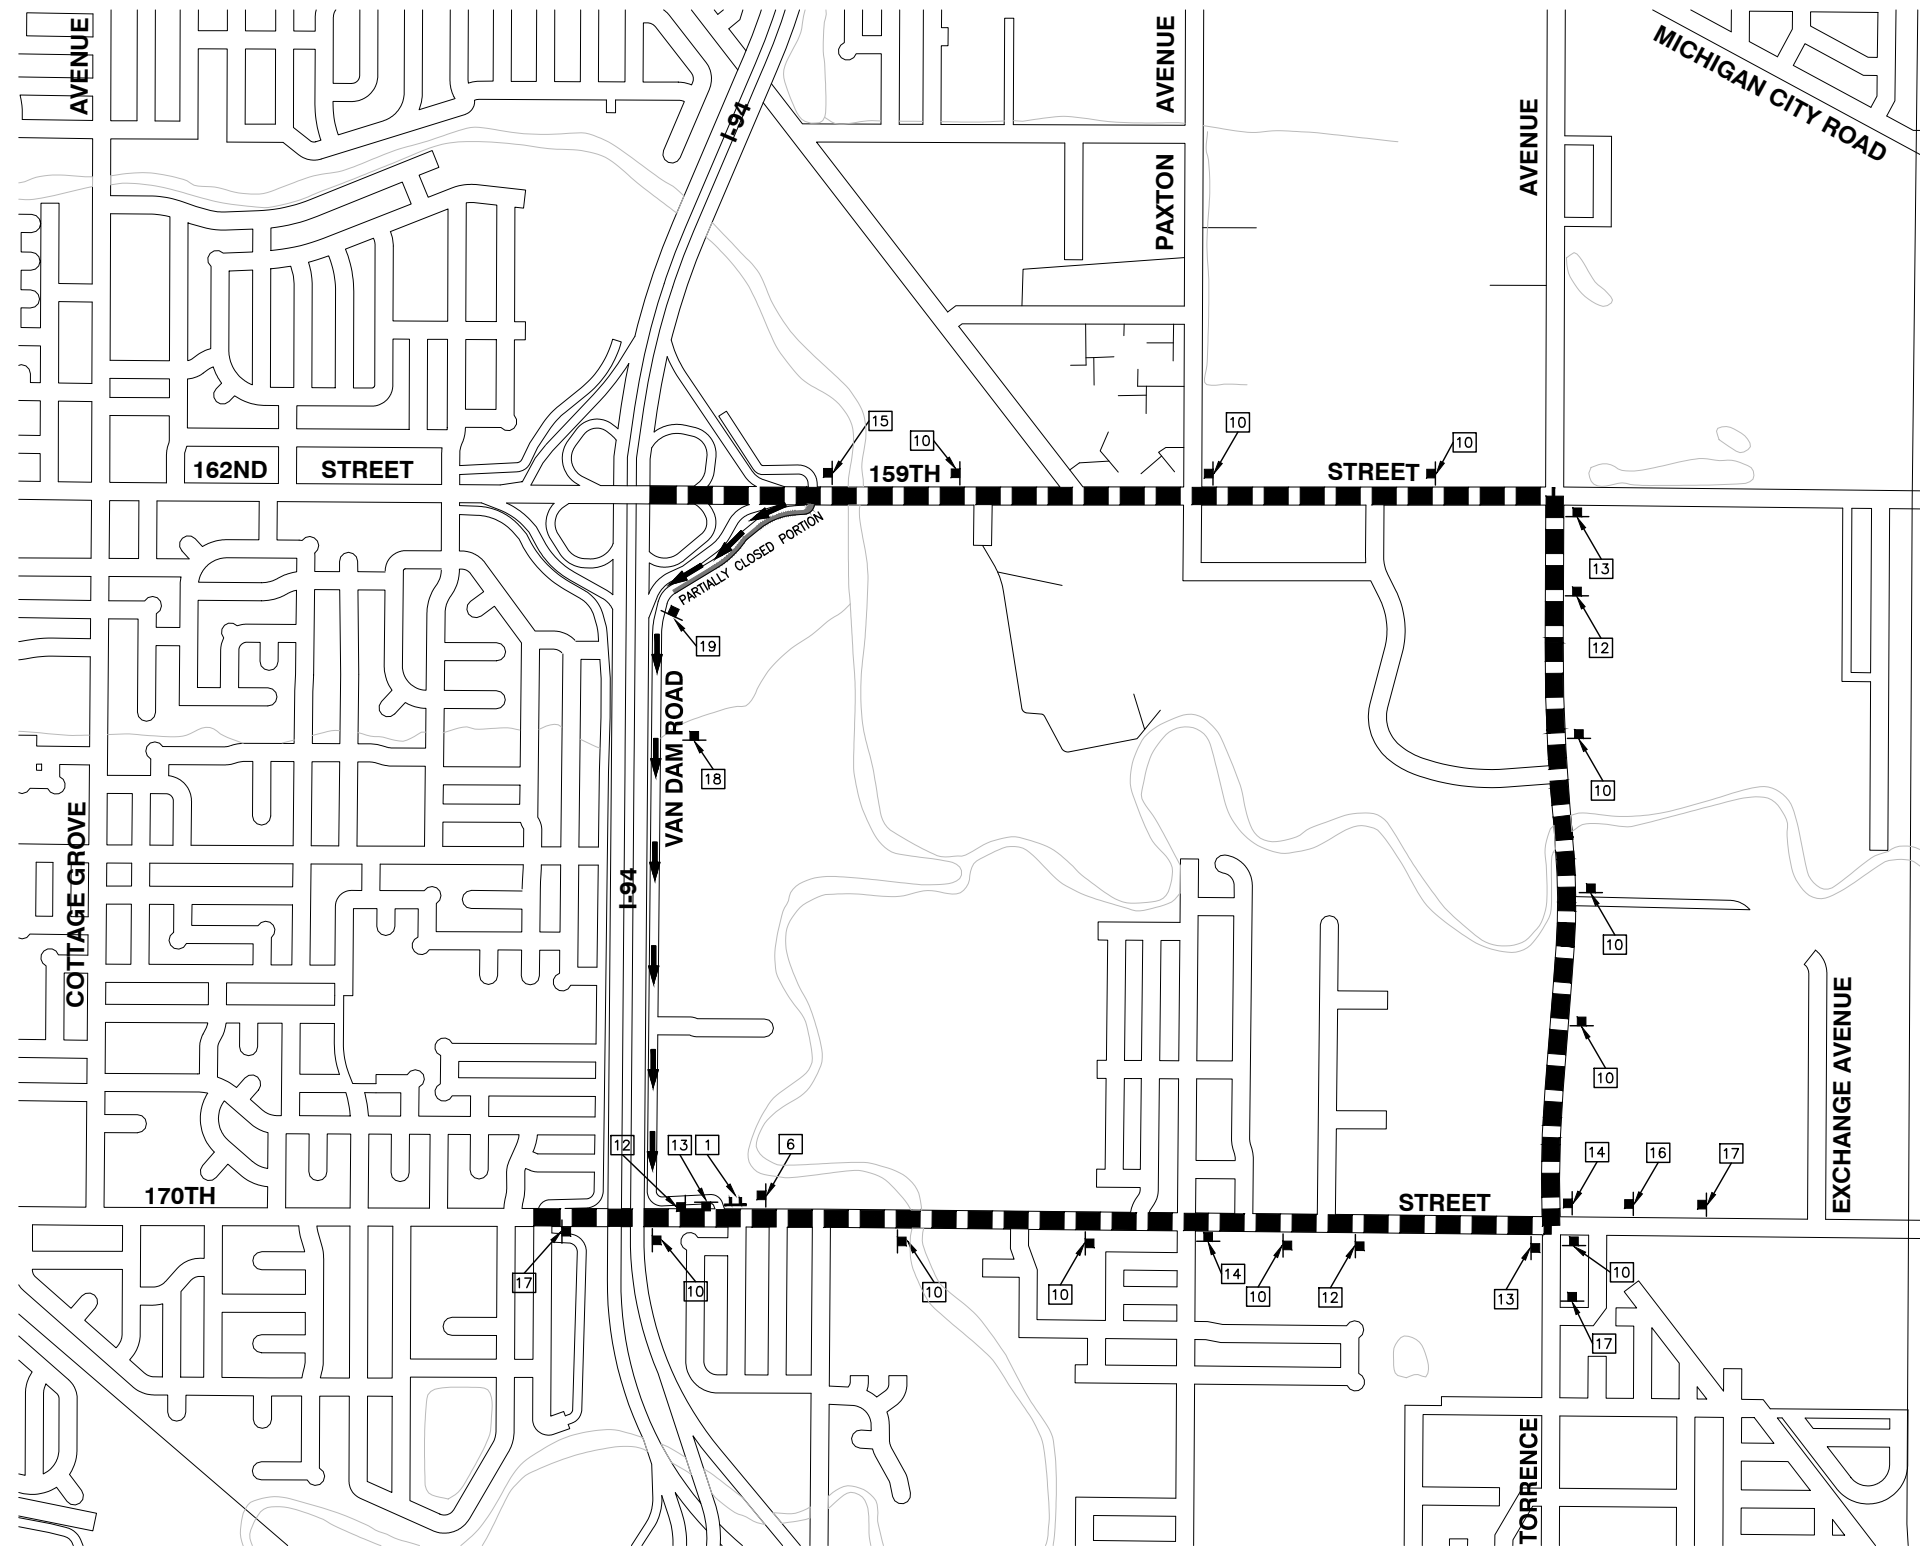 AVENUE
I-94
AVENUE
PAXTON
AVENUE
MICHIGAN CITY ROAD
162ND
STREET
15
10
159TH
10
STREET
10
PARTIALLY CLOSED PORTION
13
12
19
VAN DAM ROAD
18
10
COTTAGE GROVE
I-94
10
EXCHANGE AVENUE
10
12
13
1
6
14
16
17
170TH
STREET
17
10
10
10
14
10
12
13
10
17
TORRENCE